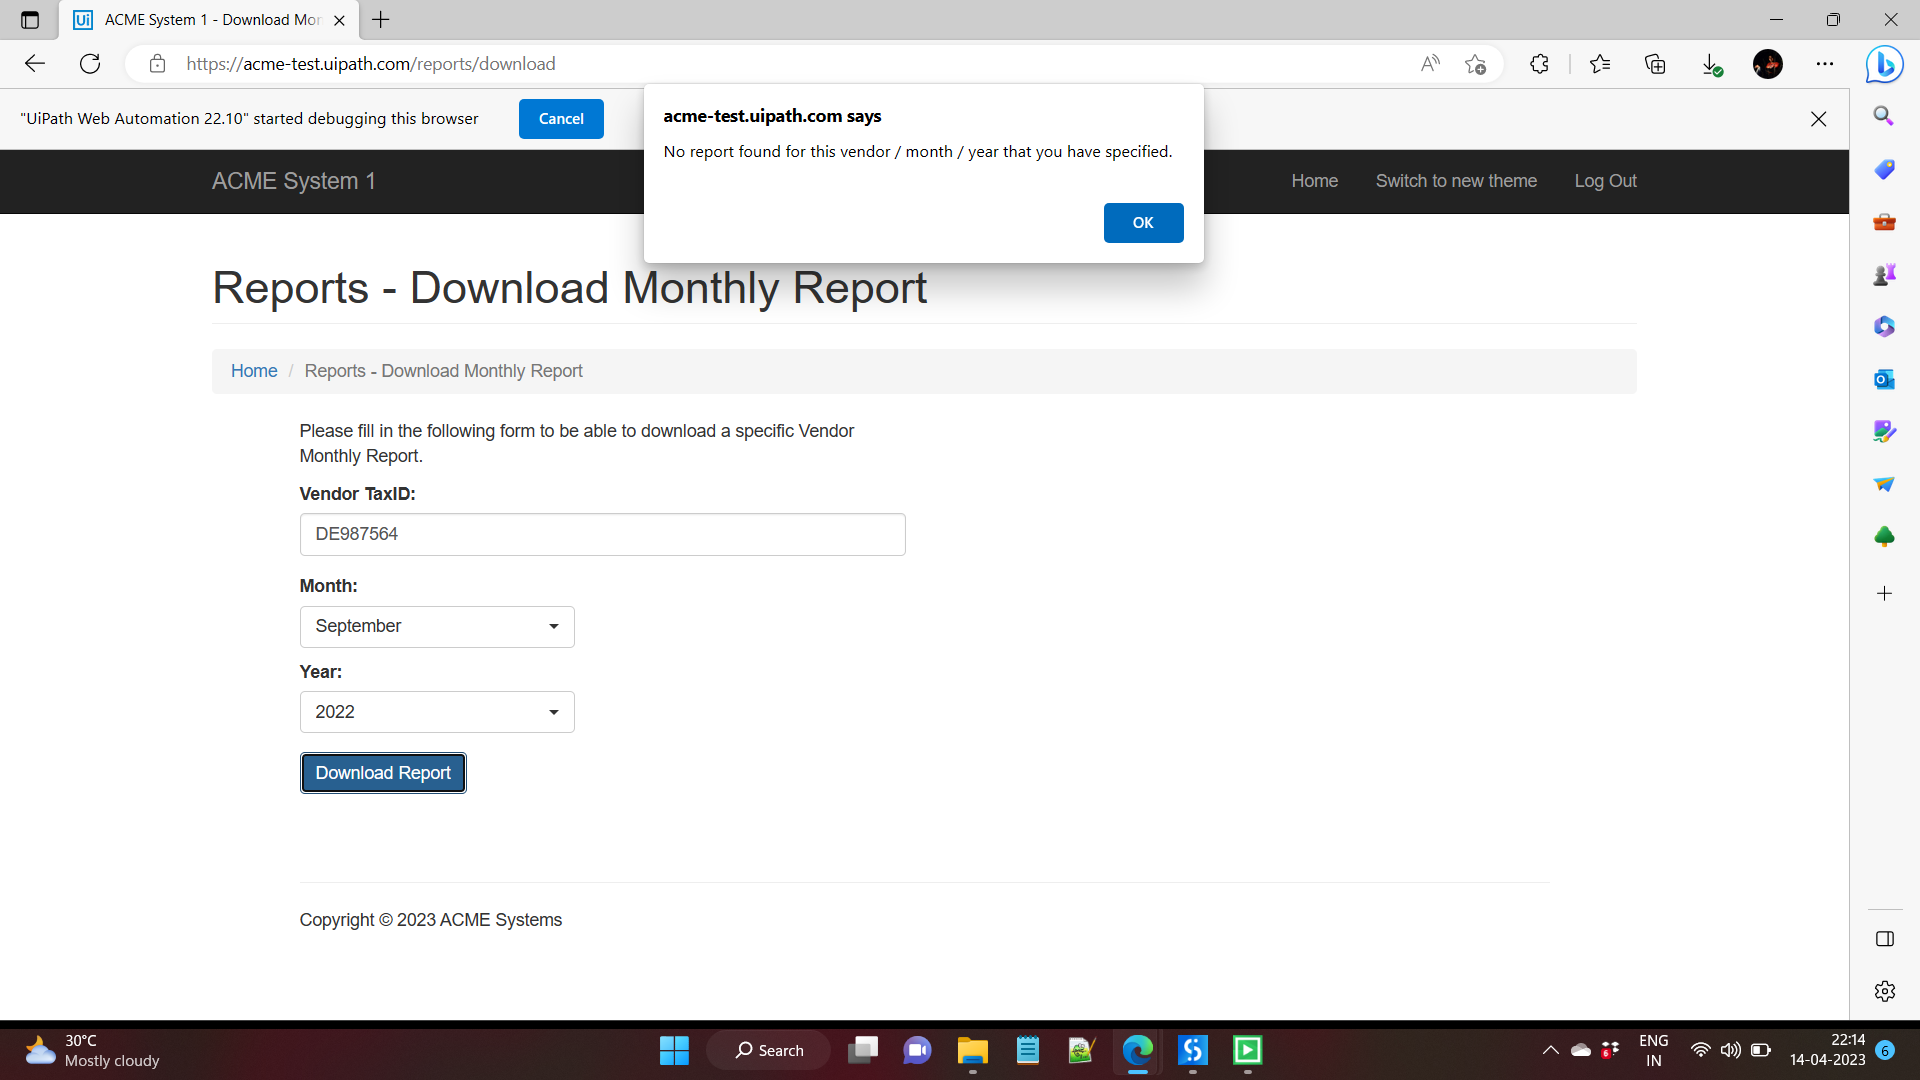 ACME System 1 - Download Mon
https://acme-test.uipath.com/reports/download
"UiPath Web Automation 22.10" started debugging this browser
Cancel
acme-test.uipath.com says
No report found for this vendor / month / year that you have specified.
OK
ACME System 1
Home
Switch to new theme
Log Out
Reports - Download Monthly Report
Home / Reports - Download Monthly Report
Please fill in the following form to be able to download a specific Vendor
Monthly Report.
Vendor TaxID:
DE987564
Month:
September
Year:
2022
Download Report
Copyright © 2023 ACME Systems
30°C
Mostly cloudy
Search
6
ENG
IN
22:14
14-04-2023
6